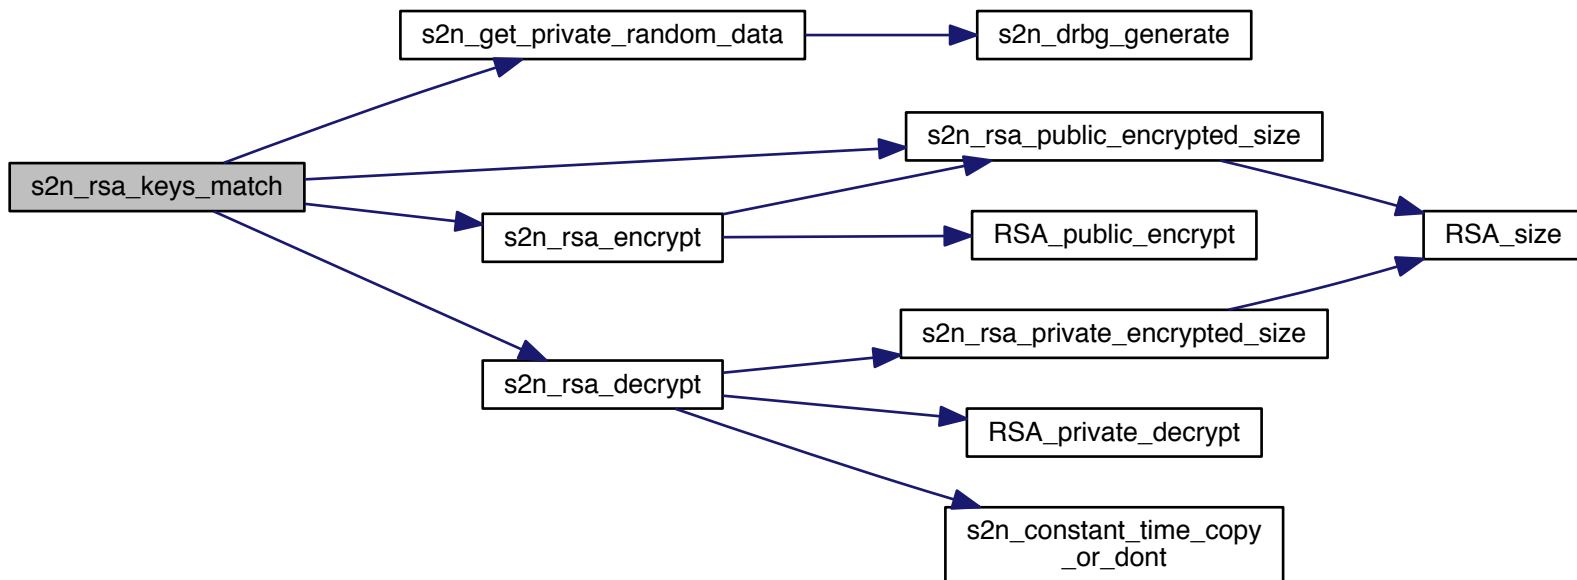 s2n_get_private_random_data
s2n_drbg_generate
s2n_rsa_public_encrypted_size
s2n_rsa_keys_match
s2n_rsa_encrypt
RSA_public_encrypt
RSA_size
s2n_rsa_private_encrypted_size
s2n_rsa_decrypt
RSA_private_decrypt
s2n_constant_time_copy
_or_dont